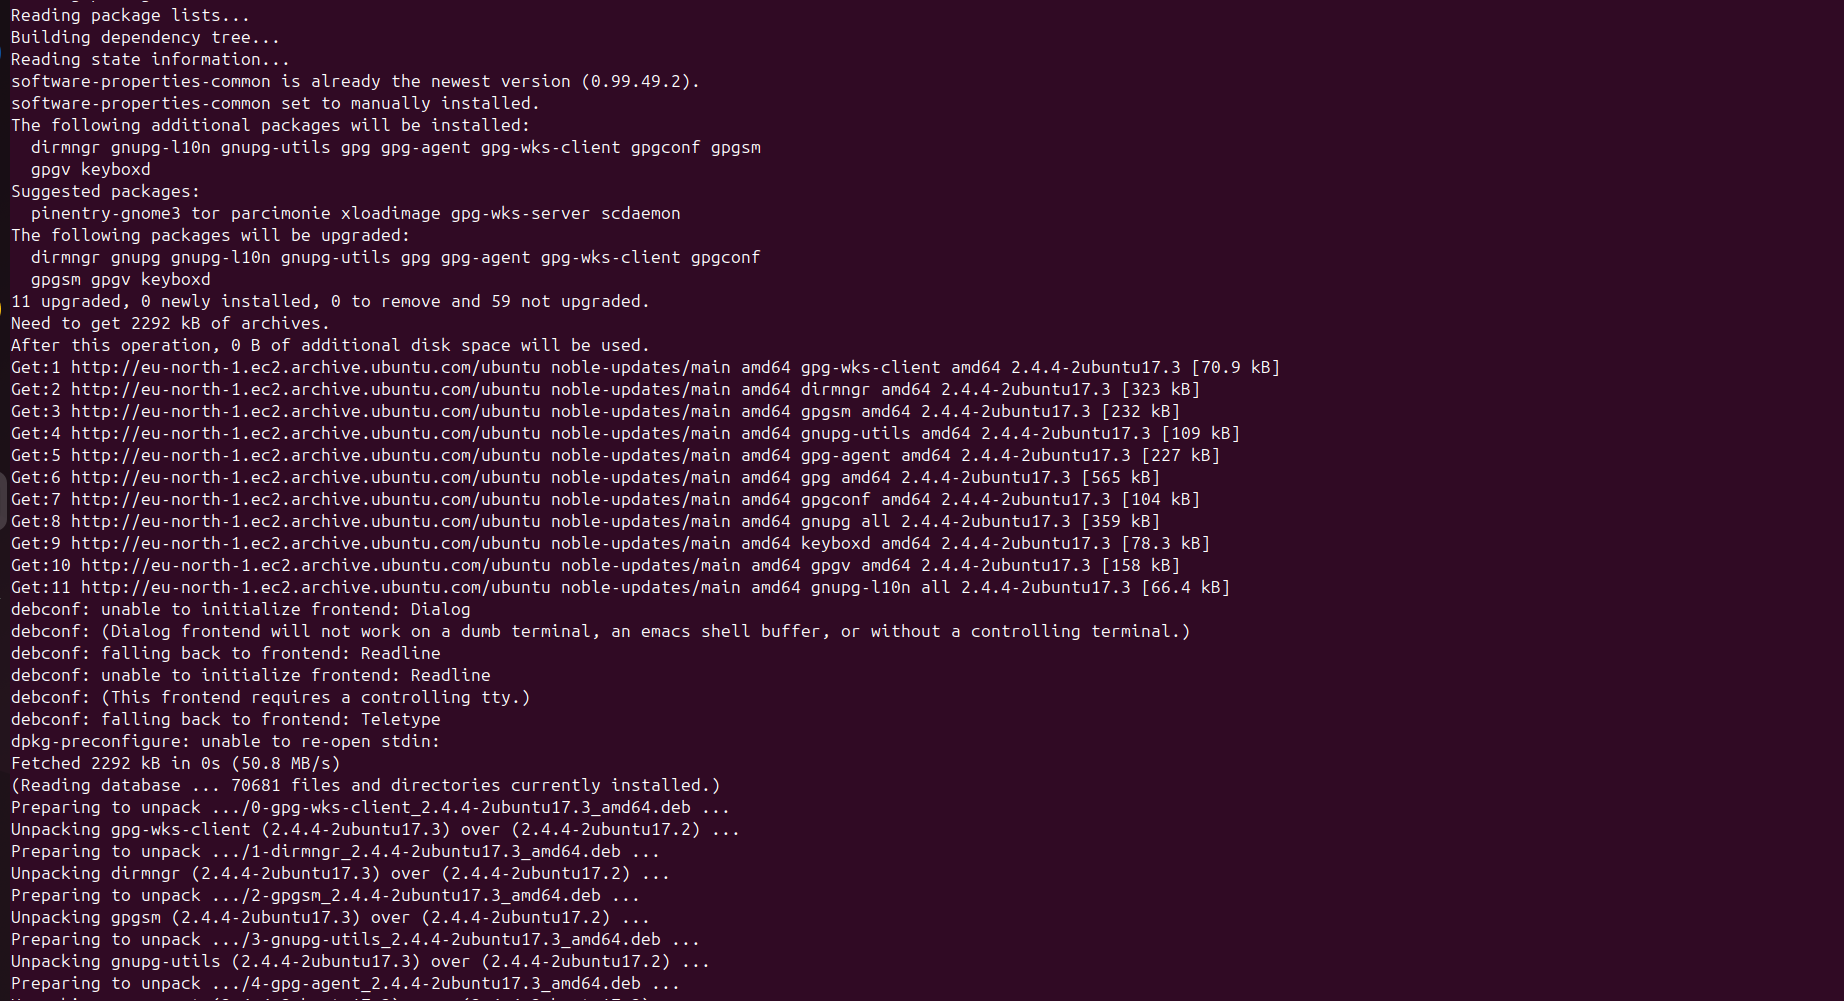 Reading package lists...
Building dependency tree...
Reading state information...
software-properties-common is already the newest version (0.99.49.2).
software-properties-common set to manually installed.
The following additional packages will be installed:
  dirmngr gnupg-l10n gnupg-utils gpg gpg-agent gpg-wks-client gpgconf gpgsm
  gpgv keyboxd
Suggested packages:
  pinentry-gnome3 tor parcimonie xloadimage gpg-wks-server scdaemon
The following packages will be upgraded:
  dirmngr gnupg gnupg-l10n gnupg-utils gpg gpg-agent gpg-wks-client gpgconf
  gpgsm gpgv keyboxd
11 upgraded, 0 newly installed, 0 to remove and 59 not upgraded.
Need to get 2292 kB of archives.
After this operation, 0 B of additional disk space will be used.
Get:1 http://eu-north-1.ec2.archive.ubuntu.com/ubuntu noble-updates/main amd64 gpg-wks-client amd64 2.4.4-2ubuntu17.3 [70.9 kB]
Get:2 http://eu-north-1.ec2.archive.ubuntu.com/ubuntu noble-updates/main amd64 dirmngr amd64 2.4.4-2ubuntu17.3 [323 kB]
Get:3 http://eu-north-1.ec2.archive.ubuntu.com/ubuntu noble-updates/main amd64 gpgsm amd64 2.4.4-2ubuntu17.3 [232 kB]
Get:4 http://eu-north-1.ec2.archive.ubuntu.com/ubuntu noble-updates/main amd64 gnupg-utils amd64 2.4.4-2ubuntu17.3 [109 kB]
Get:5 http://eu-north-1.ec2.archive.ubuntu.com/ubuntu noble-updates/main amd64 gpg-agent amd64 2.4.4-2ubuntu17.3 [227 kB]
Get:6 http://eu-north-1.ec2.archive.ubuntu.com/ubuntu noble-updates/main amd64 gpg amd64 2.4.4-2ubuntu17.3 [565 kB]
Get:7 http://eu-north-1.ec2.archive.ubuntu.com/ubuntu noble-updates/main amd64 gpgconf amd64 2.4.4-2ubuntu17.3 [104 kB]
Get:8 http://eu-north-1.ec2.archive.ubuntu.com/ubuntu noble-updates/main amd64 gnupg all 2.4.4-2ubuntu17.3 [359 kB]
Get:9 http://eu-north-1.ec2.archive.ubuntu.com/ubuntu noble-updates/main amd64 keyboxd amd64 2.4.4-2ubuntu17.3 [78.3 kB]
Get:10 http://eu-north-1.ec2.archive.ubuntu.com/ubuntu noble-updates/main amd64 gpgv amd64 2.4.4-2ubuntu17.3 [158 kB]
Get:11 http://eu-north-1.ec2.archive.ubuntu.com/ubuntu noble-updates/main amd64 gnupg-l10n all 2.4.4-2ubuntu17.3 [66.4 kB]
debconf: unable to initialize frontend: Dialog
debconf: (Dialog frontend will not work on a dumb terminal, an emacs shell buffer, or without a controlling terminal.)
debconf: falling back to frontend: Readline
debconf: unable to initialize frontend: Readline
debconf: (This frontend requires a controlling tty.)
debconf: falling back to frontend: Teletype
dpkg-preconfigure: unable to re-open stdin:
Fetched 2292 kB in 0s (50.8 MB/s)
(Reading database ... 70681 files and directories currently installed.)
Preparing to unpack .../0-gpg-wks-client_2.4.4-2ubuntu17.3_amd64.deb ...
Unpacking gpg-wks-client (2.4.4-2ubuntu17.3) over (2.4.4-2ubuntu17.2) ...
Preparing to unpack .../1-dirmngr_2.4.4-2ubuntu17.3_amd64.deb ...
Unpacking dirmngr (2.4.4-2ubuntu17.3) over (2.4.4-2ubuntu17.2) ...
Preparing to unpack .../2-gpgsm_2.4.4-2ubuntu17.3_amd64.deb ...
Unpacking gpgsm (2.4.4-2ubuntu17.3) over (2.4.4-2ubuntu17.2) ...
Preparing to unpack .../3-gnupg-utils_2.4.4-2ubuntu17.3_amd64.deb ...
Unpacking gnupg-utils (2.4.4-2ubuntu17.3) over (2.4.4-2ubuntu17.2) ...
Preparing to unpack .../4-gpg-agent_2.4.4-2ubuntu17.3_amd64.deb ...